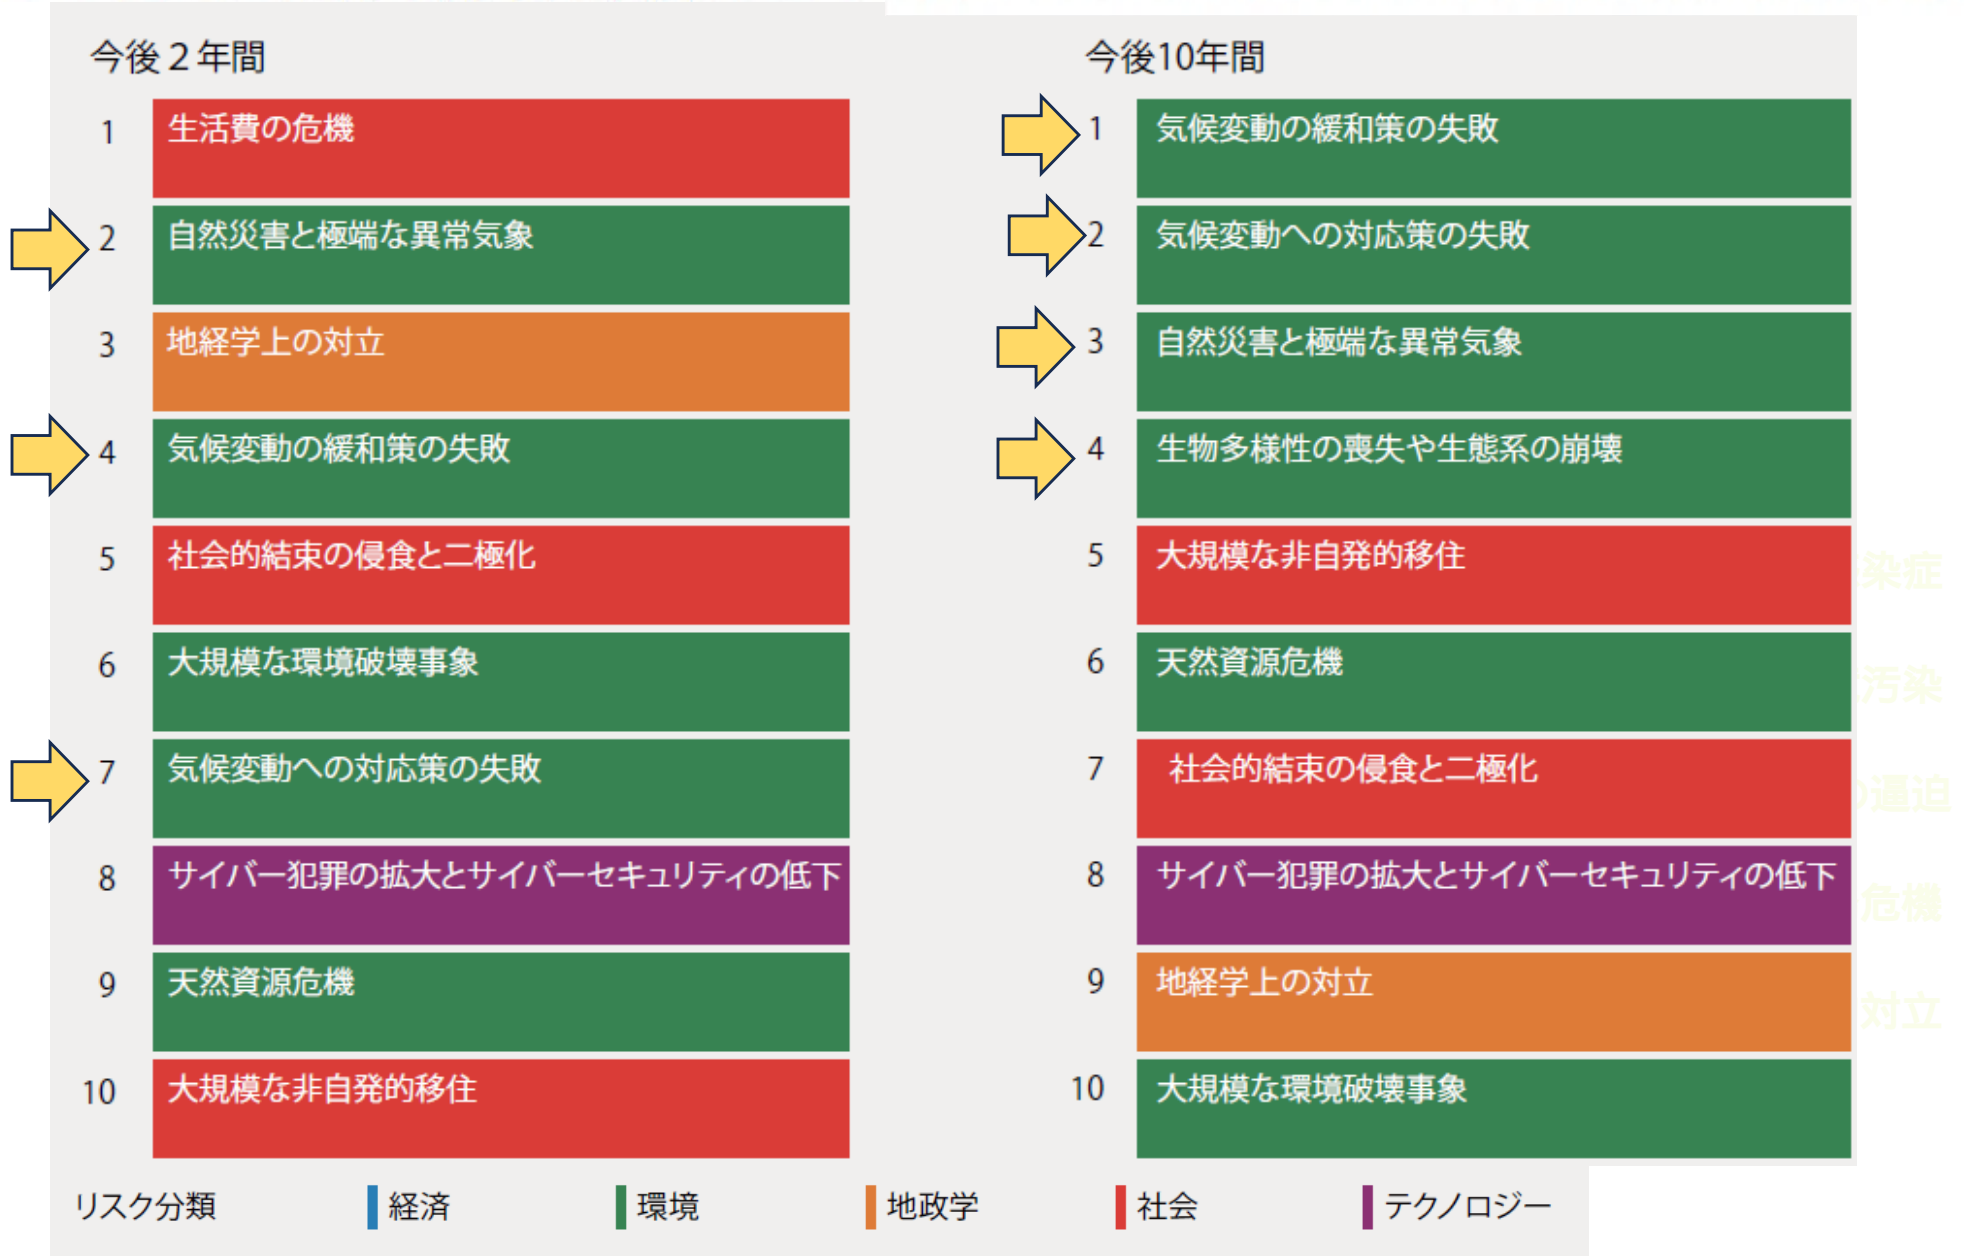 今後２年間
1 生活費の危機
2 自然災害と極端な異常気象
3 地経学上の対立
4 気候変動の緩和策の失敗
5 社会的結束の侵食と二極化
6 大規模な環境破壊事象
7 気候変動への対応策の失敗
8 サイバー犯罪の拡大とサイバーセキュリティの低下
9 天然資源危機
10 大規模な非自発的移住
今後10年間
1 気候変動の緩和策の失敗
2 気候変動への対応策の失敗
3 自然災害と極端な異常気象
4 生物多様性の喪失や生態系の崩壊
5 大規模な非自発的移住
6 天然資源危機
7 社会的結束の侵食と二極化
8 サイバー犯罪の拡大とサイバーセキュリティの低下
9 地経学上の対立
10 大規模な環境破壊事象
染症
汚染
逼迫
危機
対立
リスク分類 経済 環境 地政学 社会 テクノロジー